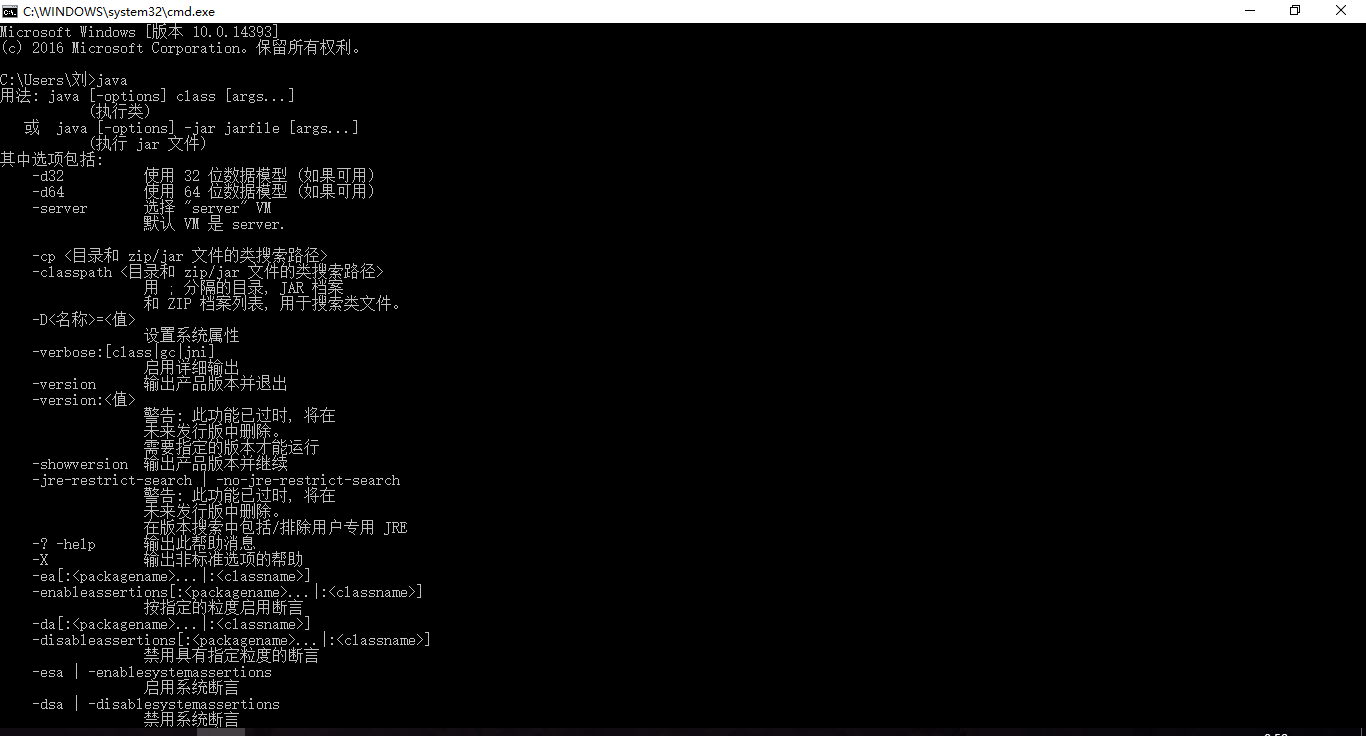 C:\WINDOWS\system32\cmd.exe
Microsoft Windows [版本 10.0.14393]
(c) 2016 Microsoft Corporation。保留所有权利。
C:\Users\刘>java
用法: java [-options] class [args...]
(执行类)
或 java [-options] -jar jarfile [args...]
(执行 jar 文件)
其中选项包括:
-d32 使用 32 位数据模型 (如果可用)
-d64 使用 64 位数据模型 (如果可用)
-server 选择 "server" VM
默认 VM 是 server.
-cp <目录和 zip/jar 文件的类搜索路径>
-classpath <目录和 zip/jar 文件的类搜索路径>
用 ; 分隔的目录, JAR 档案
和 ZIP 档案列表, 用于搜索类文件。
-D<名称>=<值>
设置系统属性
-verbose:[class|gc|jni]
启用详细输出
-version 输出产品版本并退出
-version:<值>
警告: 此功能已过时, 将在
未来发行版中删除。
需要指定的版本才能运行
-showversion 输出产品版本并继续
-jre-restrict-search | -no-jre-restrict-search
警告: 此功能已过时, 将在
未来发行版中删除。
在版本搜索中包括/排除用户专用 JRE
-? -help 输出此帮助消息
-X 输出非标准选项的帮助
-ea[:<packagename>...|:<classname>]
-enableassertions[:<packagename>...|:<classname>]
按指定的粒度启用断言
-da[:<packagename>...|:<classname>]
-disableassertions[:<packagename>...|:<classname>]
禁用具有指定粒度的断言
-esa | -enablesystemassertions
启用系统断言
-dsa | -disablesystemassertions
禁用系统断言